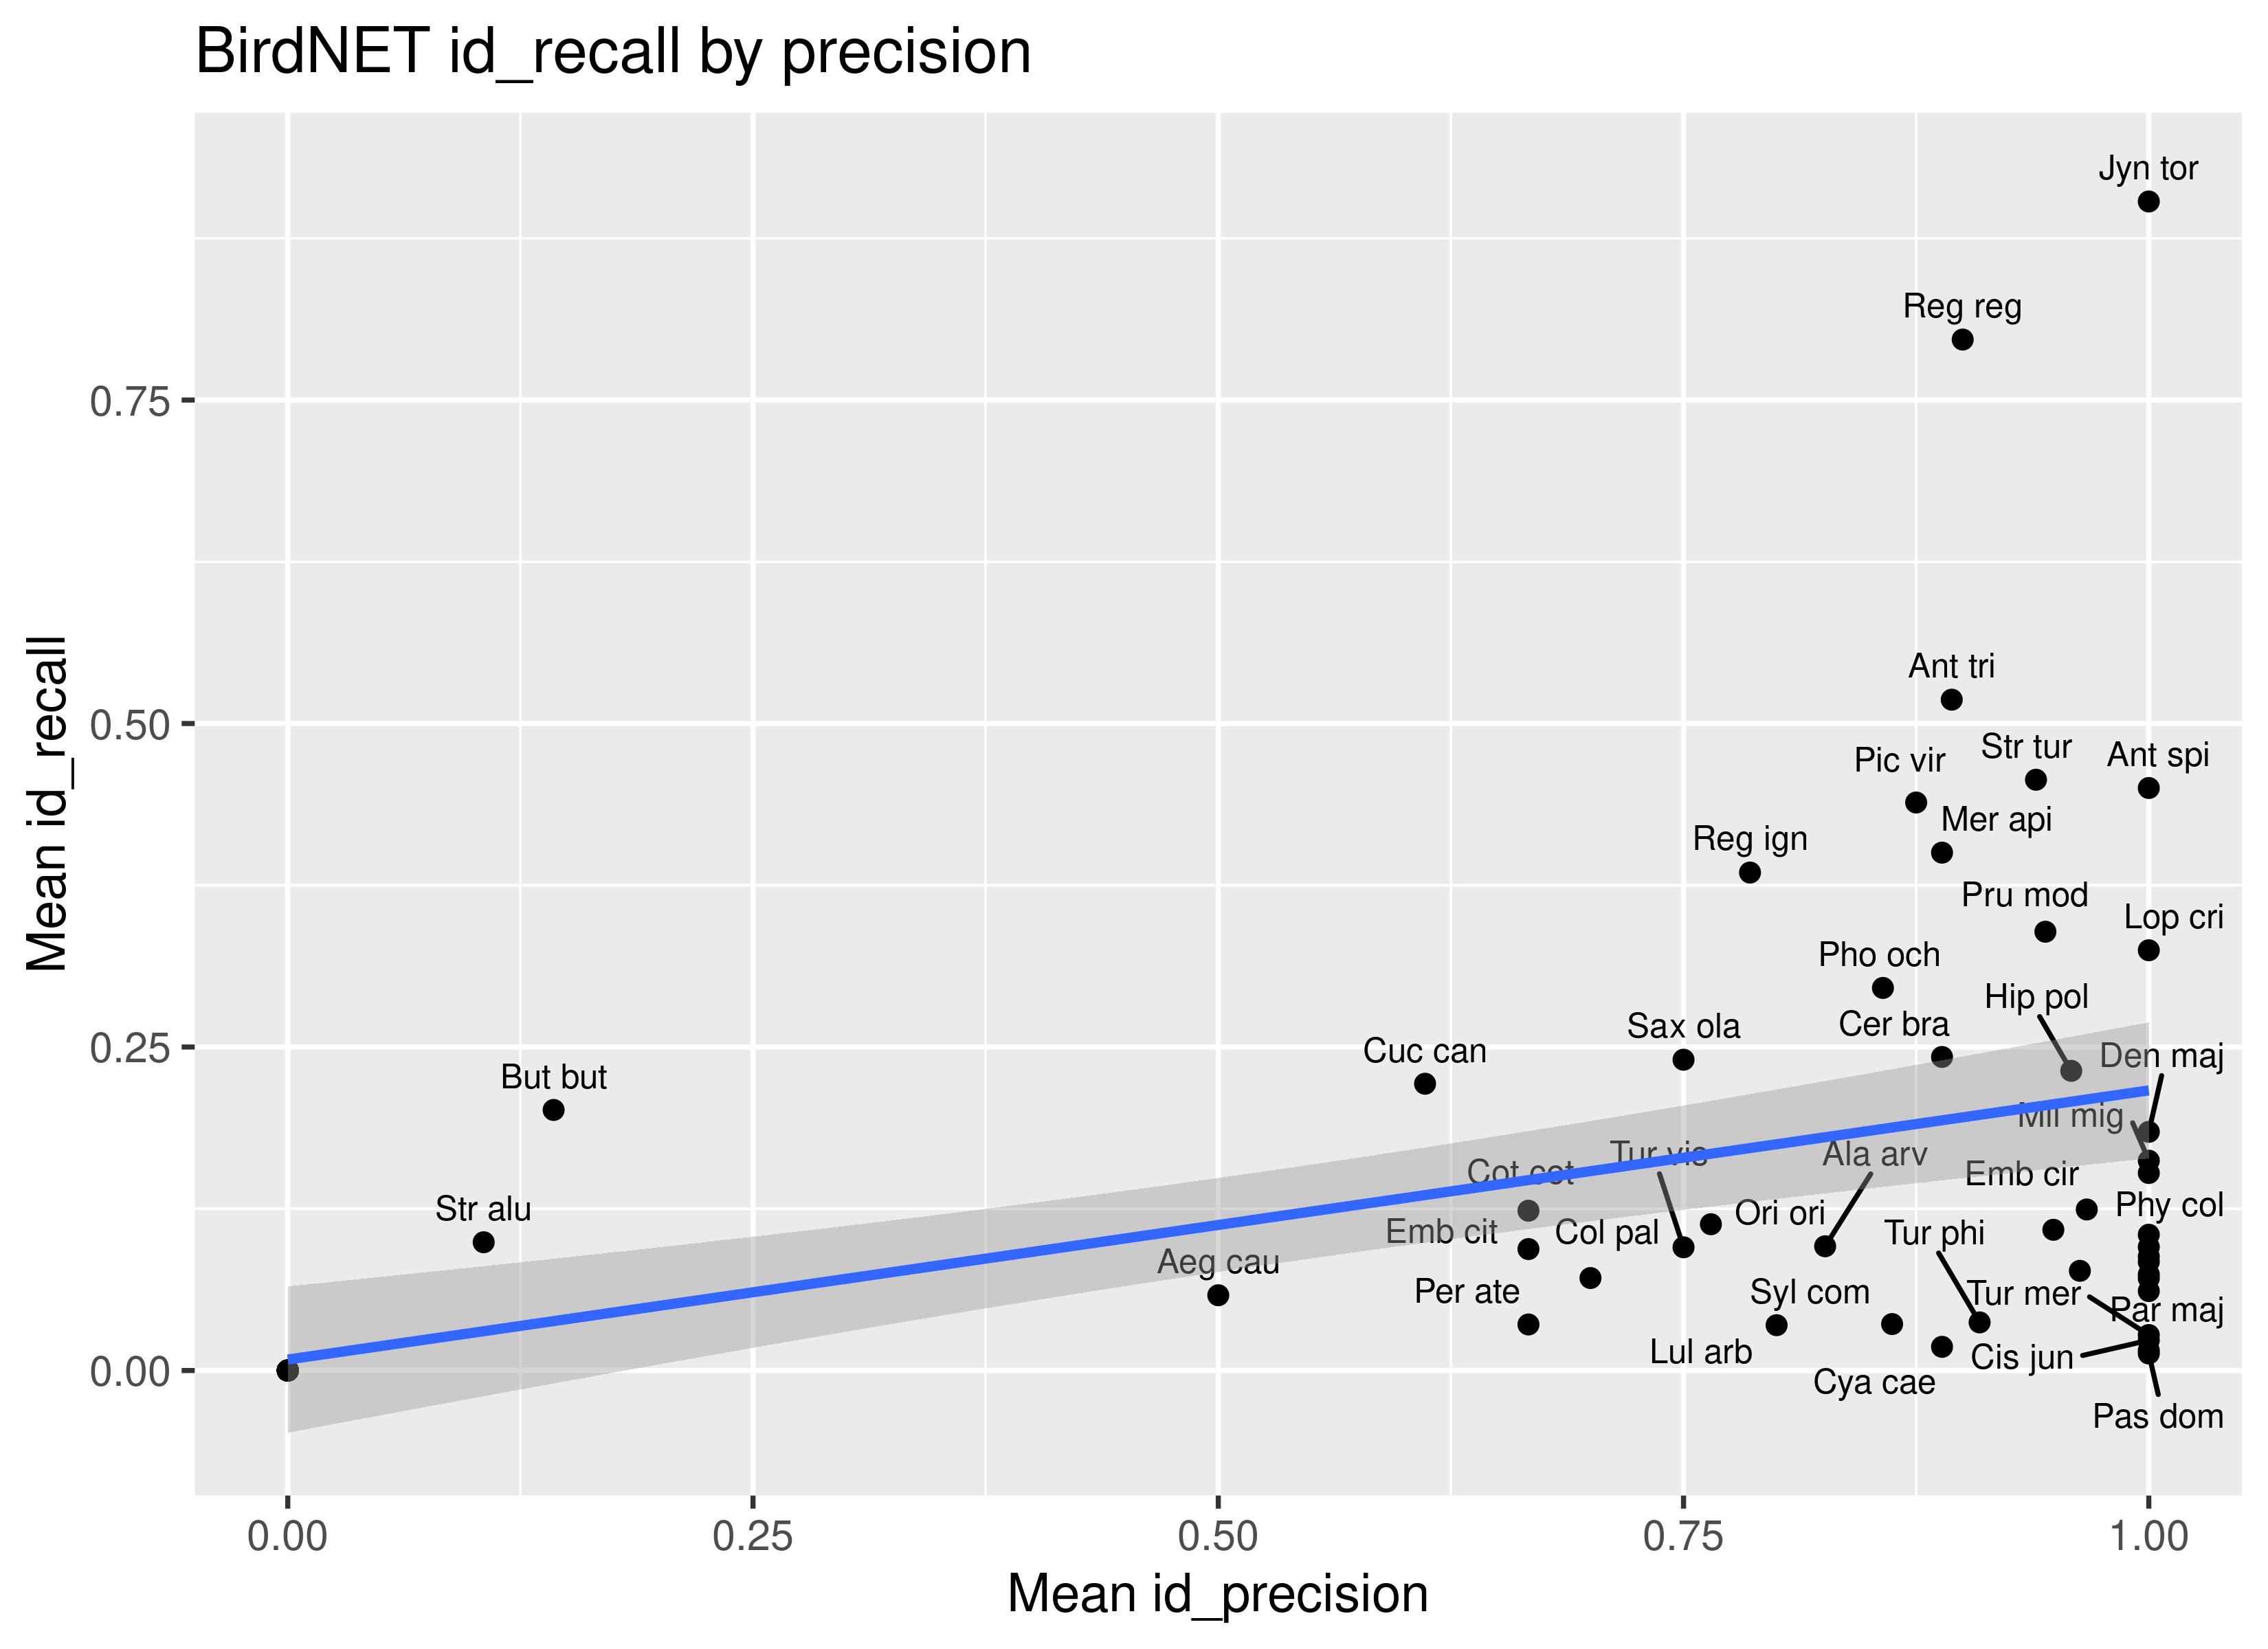 BirdNET id_recall by precision
Jyn tor
Reg reg
0.75
Ant tri
0.50
Str tur
Ant spi
Pic vir
Mer api
Reg ign
Mean id_recall
Pru mod
Lop cri
Pho och
Hip pol
Cer bra
Sax ola
0.25
Cuc can
Den maj
But but
Mil mig
Tur vis
Ala arv
Cot cot
Emb cir
Str alu
Phy col
Ori ori
Emb cit
Col pal
Tur phi
Aeg cau
Per ate
Syl com
Tur mer
Par maj
Lul arb
Cis jun
0.00
Cya cae
Pas dom
0.00 0.25 0.50 0.75 1.00
Mean id_precision